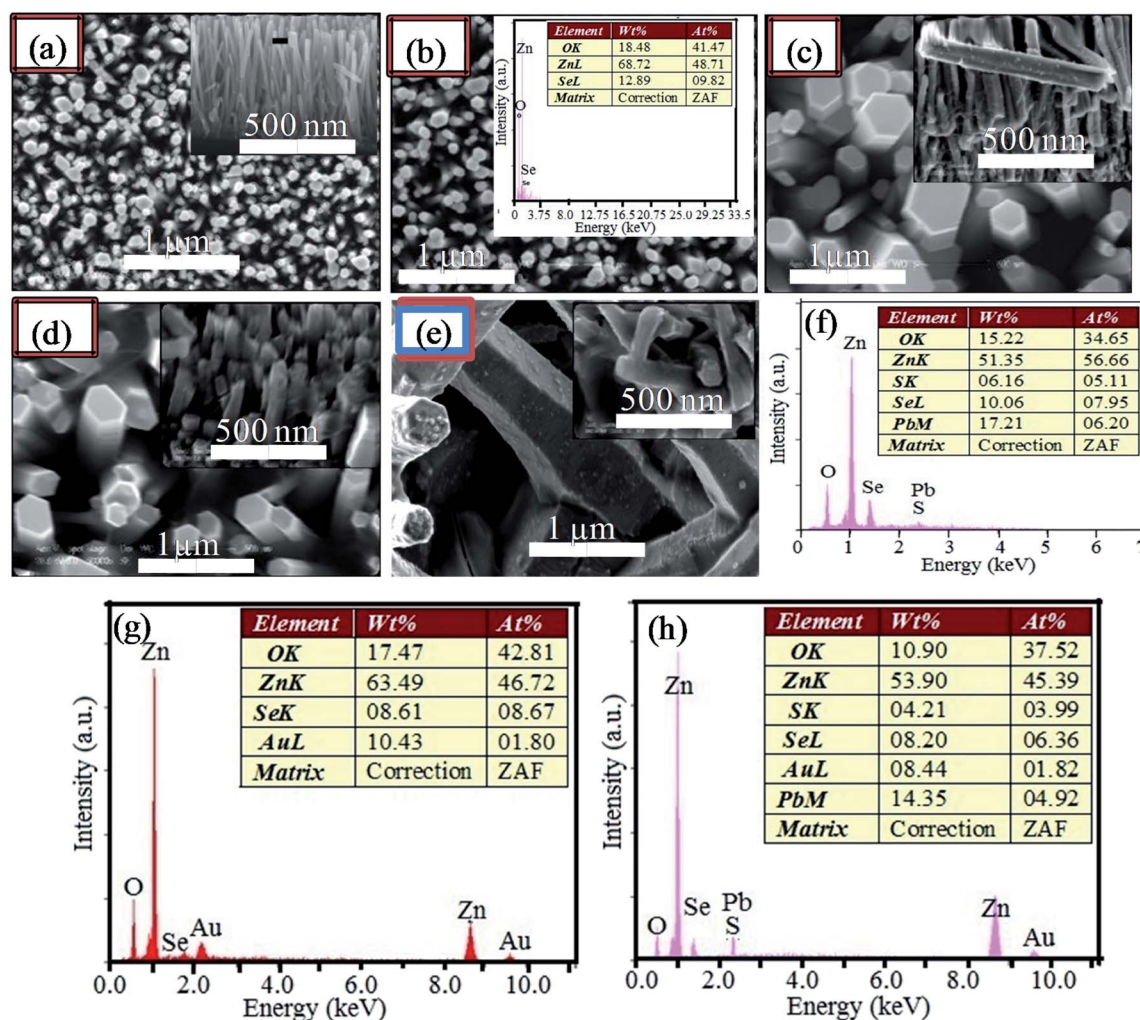 (a)
500 nm
1 μm
(b)
Element Wt% At%
OK 18.48 41.47
ZnL 68.72 48.71
SeL 12.89 09.82
Matrix Correction ZAF
Intensity (a.u.)
Zn
O
Se
Se
0 3.75 8.0 12.75 16.5 20.75 25.0 29.25 33.5
Energy (keV)
1 μm
(c)
500 nm
1μm
(d)
500 nm
1μm
(e)
500 nm
1 μm
(f)
Element Wt% At%
OK 15.22 34.65
ZnK 51.35 56.66
SK 06.16 05.11
SeL 10.06 07.95
PbM 17.21 06.20
Matrix Correction ZAF
Intensity (a.u.)
Zn
O
Se
Pb
S
0 1 2 3 4 5 6 7
Energy (keV)
(g)
Element Wt% At%
OK 17.47 42.81
ZnK 63.49 46.72
SeK 08.61 08.67
AuL 10.43 01.80
Matrix Correction ZAF
Intensity (a.u.)
Zn
O
Se
Au
Zn
Au
0 2.0 4.0 6.0 8.0 10.0
Energy (keV)
(h)
Element Wt% At%
OK 10.90 37.52
ZnK 53.90 45.39
SK 04.21 03.99
SeL 08.20 06.36
AuL 08.44 01.82
PbM 14.35 04.92
Matrix Correction ZAF
Intensity (a.u.)
Zn
O
Se
Pb
S
Zn
Au
0 2.0 4.0 6.0 8.0 10.0
Energy (keV)